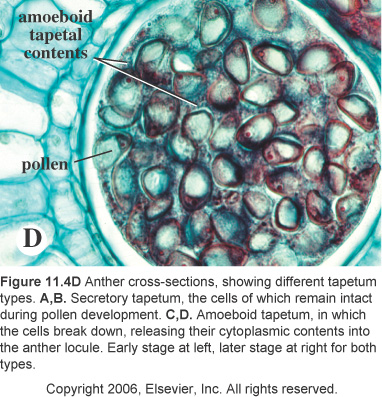 amoeboid
tapetal
contents
pollen
D
Figure 11.4D Anther cross-sections, showing different tapetum
types. A,B. Secretory tapetum, the cells of which remain intact
during pollen development. C,D. Amoeboid tapetum, in which
the cells break down, releasing their cytoplasmic contents into
the anther locule. Early stage at left, later stage at right for both
types.
Copyright 2006, Elsevier, Inc. All rights reserved.